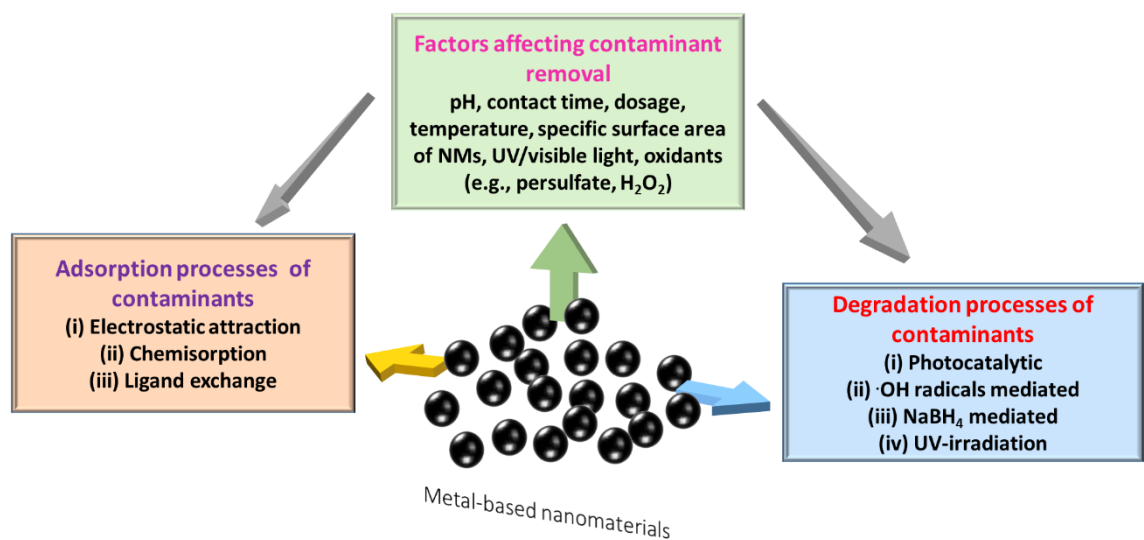 Factors affecting contaminant
removal
pH, contact time, dosage,
temperature, specific surface area
of NMs, UV/visible light, oxidants
(e.g., persulfate, H₂O₂)
Adsorption processes of
contaminants
(i) Electrostatic attraction
(ii) Chemisorption
(iii) Ligand exchange
Degradation processes of
contaminants
(i) Photocatalytic
(ii) ·OH radicals mediated
(iii) NaBH₄ mediated
(iv) UV-irradiation
Metal-based nanomaterials